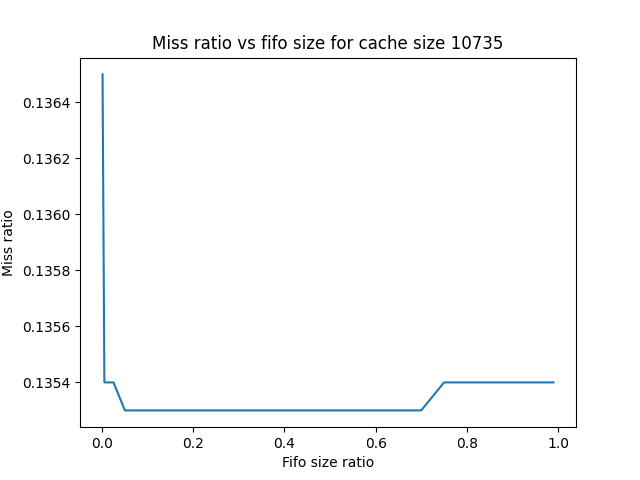 Miss ratio vs fifo size for cache size 10735
Miss ratio
0.1364
0.1362
0.1360
0.1358
0.1356
0.1354
0.0 0.2 0.4 0.6 0.8 1.0
Fifo size ratio